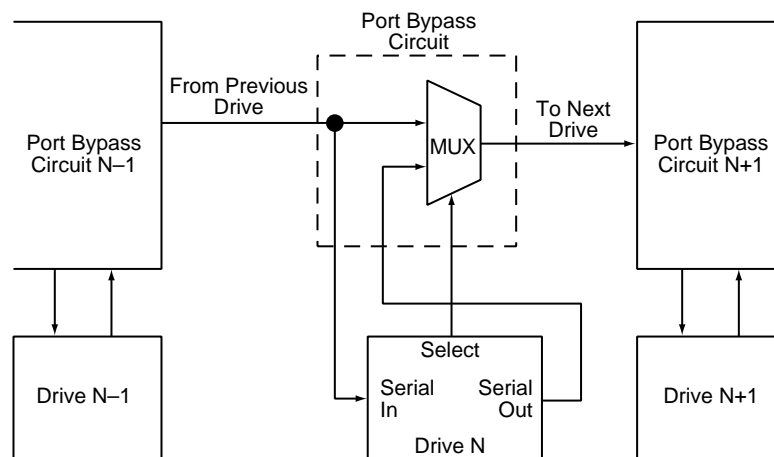 Port Bypass
Circuit
From Previous
Drive
To Next
Drive
Port Bypass
Circuit N–1
MUX
Port Bypass
Circuit N+1
Select
Serial
In
Serial
Out
Drive N–1
Drive N
Drive N+1